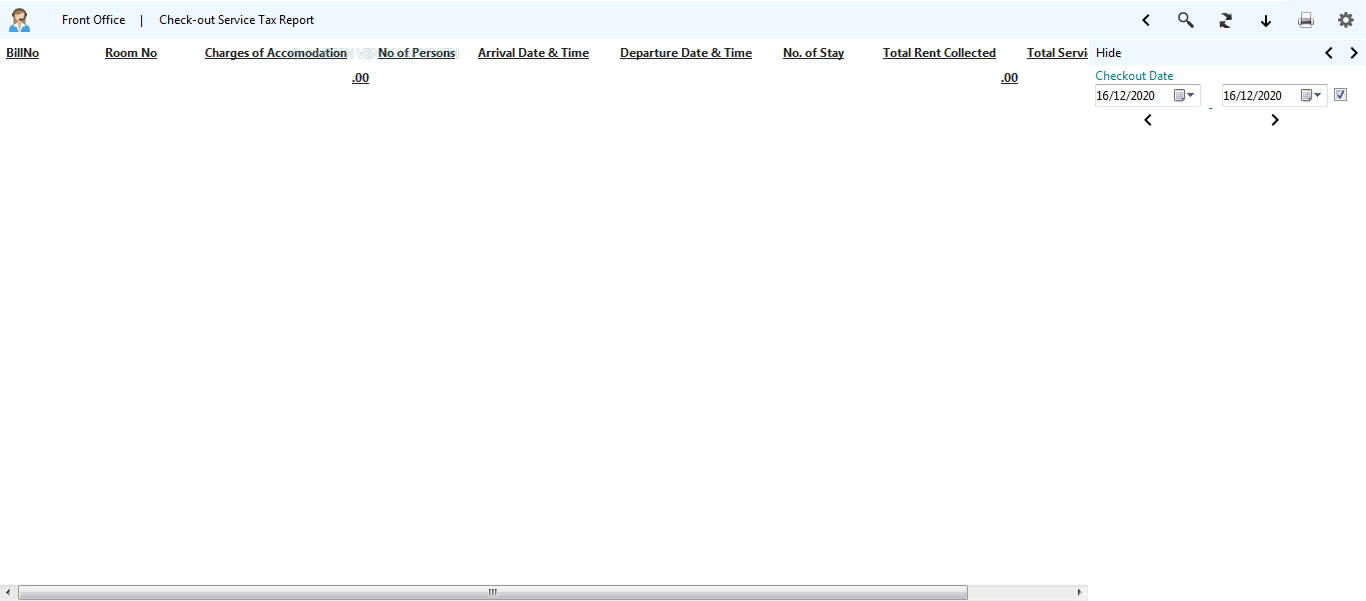 Front Office | Check-out Service Tax Report
BillNo Room No Charges of Accomodation No of Persons Arrival Date & Time Departure Date & Time No. of Stay Total Rent Collected Total Servi Hide
.00 .00 Checkout Date
16/12/2020 - 16/12/2020